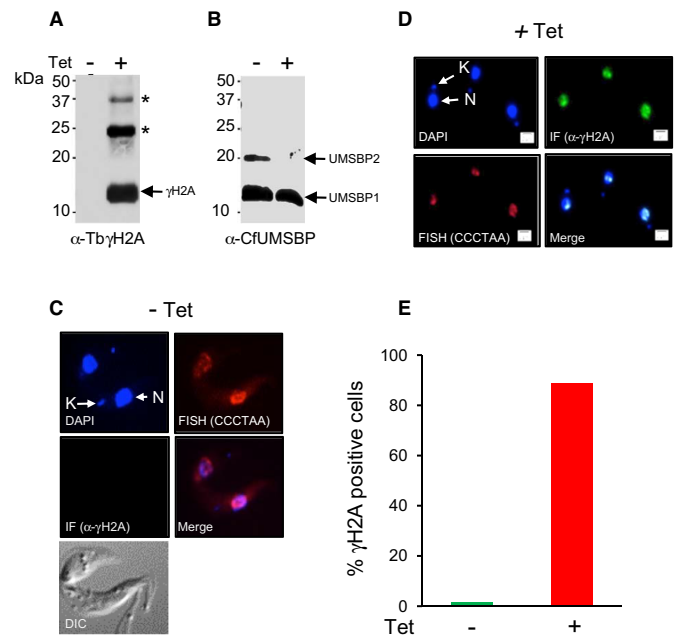 A
Tet - +
kDa
50
37 *
25 *
20
γH2A
10
α-TbγH2A
B
- +
50
37
25
20 UMSBP2
UMSBP1
10
α-CfUMSBP
D
+ Tet
K
N
DAPI
IF (α-γH2A)
FISH (CCCTAA)
Merge
C
- Tet
K N
DAPI
FISH (CCCTAA)
IF (α-γH2A)
Merge
DIC
E
% γH2A positive cells
100
80
60
40
20
0
Tet - +